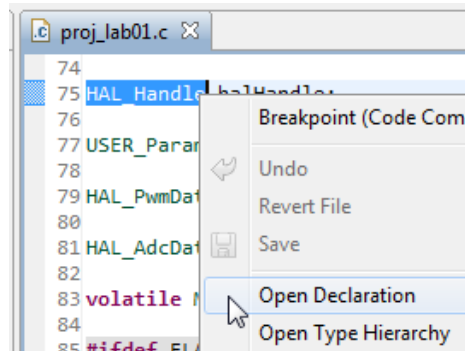 proj_lab01.c
74
75 HAL_Handle halHandle;
76 Breakpoint (Code Com
77 USER_Param
78 Undo
79 HAL_PwmDat
Revert File
80
81 HAL_AdcDat
Save
82
83 volatile
Open Declaration
84
85 #ifdef FLA
Open Type Hierarchy